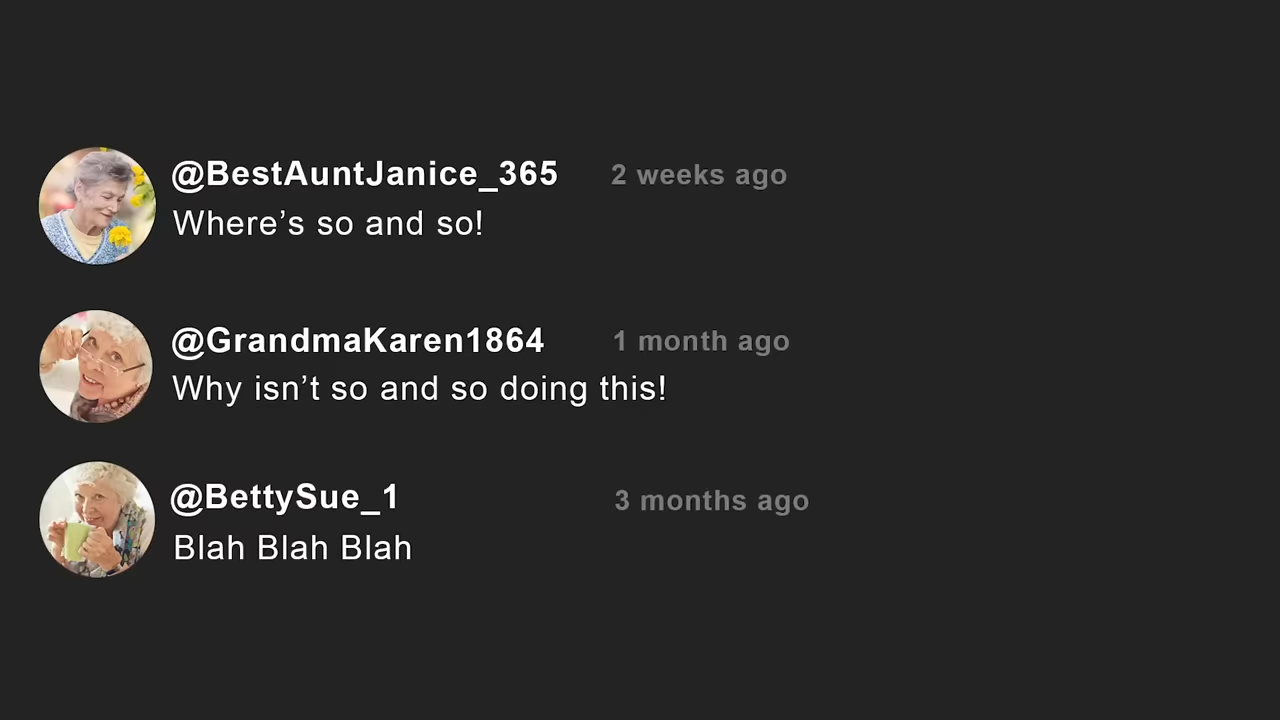 @BestAuntJanice_365 2 weeks ago
Where’s so and so!
@GrandmaKaren1864 1 month ago
Why isn’t so and so doing this!
@BettySue_1 3 months ago
Blah Blah Blah